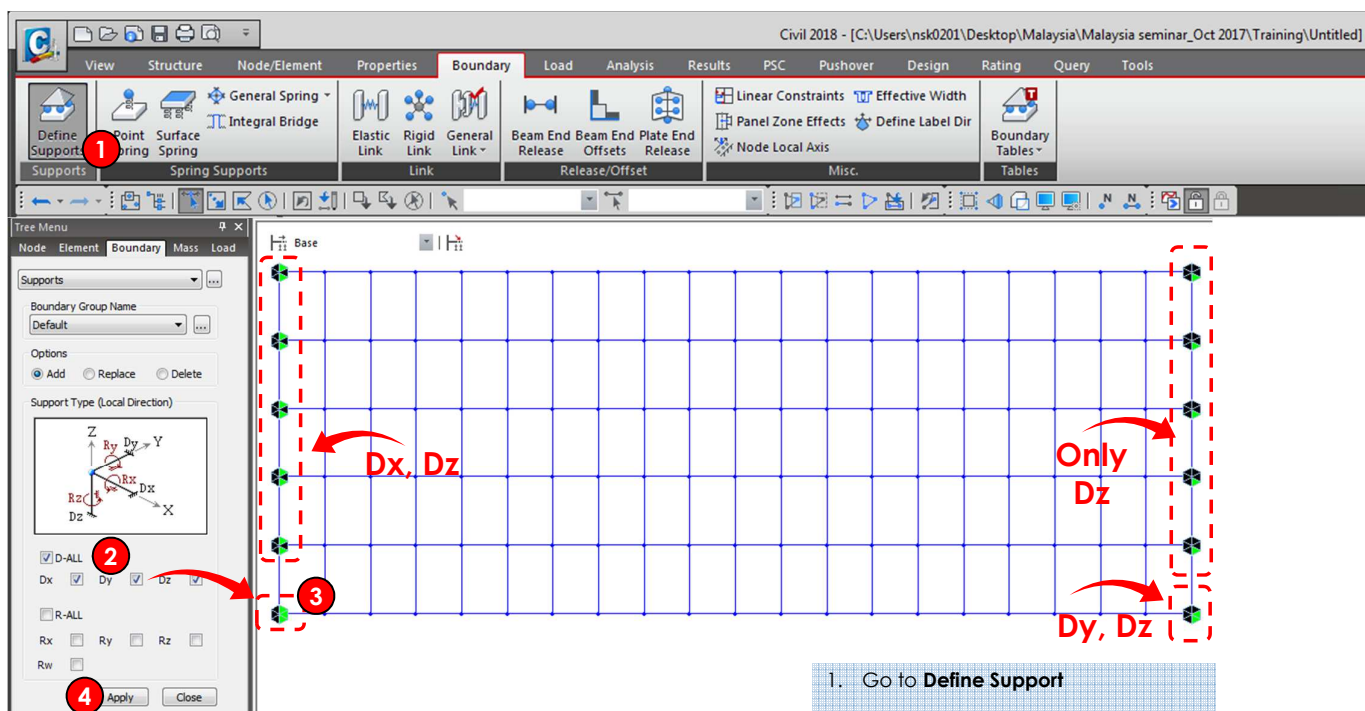 Civil 2018 - [C:\Users\nsk0201\Desktop\Malaysia\Malaysia seminar_Oct 2017\Training\Untitled]
View Structure Node/Element Properties Boundary Load Analysis Results PSC Pushover Design Rating Query Tools
Define Supports
1
Point Spring
Surface Spring
General Spring
Integral Bridge
Elastic Link
Rigid Link
General Link
Beam End Release
Beam End Offsets
Plate End Release
Linear Constraints
Effective Width
Panel Zone Effects
Define Label Dir
Node Local Axis
Boundary Tables
Supports Spring Supports Link Release/Offset Misc. Tables
N N
Tree Menu
Node Element Boundary Mass Load
Supports
...
Boundary Group Name
Default
...
Options
Add Replace Delete
Support Type (Local Direction)
Z
Ry Dy Y
Rx
Dx
Rz
X
Dz
D-ALL
2
Dx Dy Dz
R-ALL
Rx Ry Rz
Rw
4
Apply Close
Base
Dx, Dz
Only
Dz
3
Dy, Dz
1. Go to Define Support